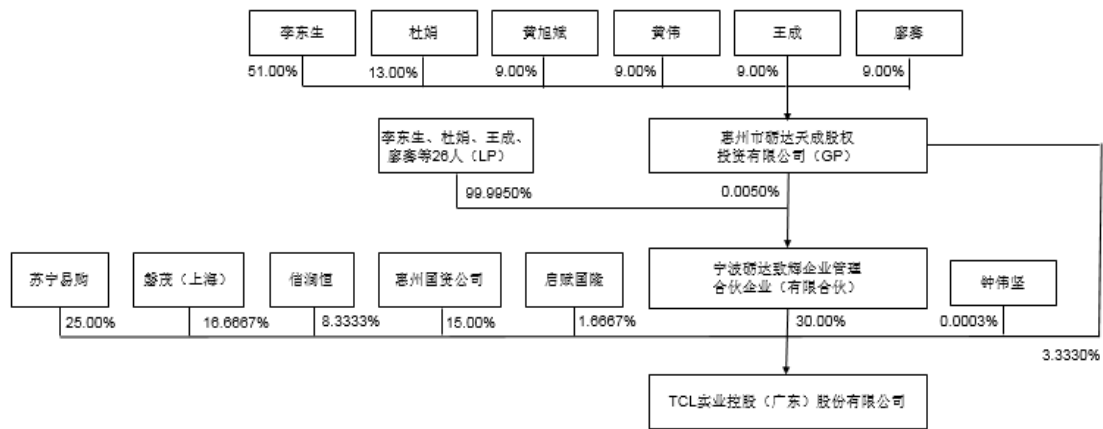 李东生
杜娟
黄旭斌
黄伟
王成
廖骞
51.00%
13.00%
9.00%
9.00%
9.00%
9.00%
李东生、杜娟、王成、
廖骞等26人（LP）
惠州市砺达天成股权
投资有限公司（GP）
99.9950%
0.0050%
苏宁易购
磐茂（上海）
信润恒
惠州国资公司
启赋国隆
宁波砺达致辉企业管理
合伙企业（有限合伙）
钟伟坚
25.00%
16.6667%
8.3333%
15.00%
1.6667%
30.00%
0.0003%
3.3330%
TCL实业控股（广东）股份有限公司